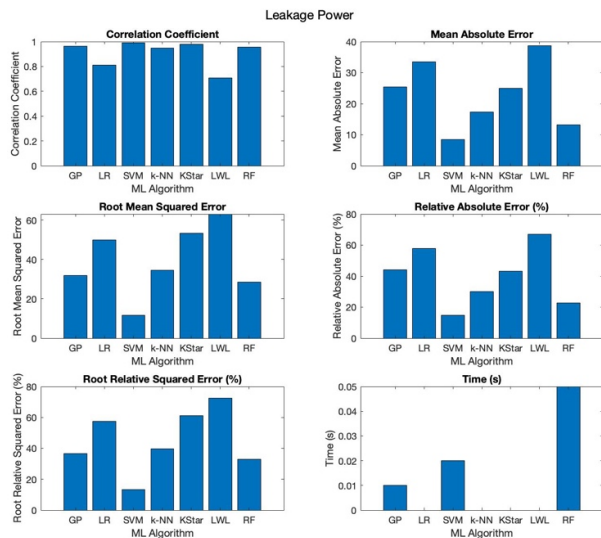 Leakage Power
Correlation Coefficient
Correlation Coefficient
1
0.8
0.6
0.4
0.2
0
GP LR SVM k-NN KStar LWL RF
ML Algorithm
Mean Absolute Error
Mean Absolute Error
40
30
20
10
0
GP LR SVM k-NN KStar LWL RF
ML Algorithm
Root Mean Squared Error
Root Mean Squared Error
60
40
20
0
GP LR SVM k-NN KStar LWL RF
ML Algorithm
Relative Absolute Error (%)
Relative Absolute Error (%)
80
60
40
20
0
GP LR SVM k-NN KStar LWL RF
ML Algorithm
Root Relative Squared Error (%)
Root Relative Squared Error (%)
80
60
40
20
0
GP LR SVM k-NN KStar LWL RF
ML Algorithm
Time (s)
Time (s)
0.05
0.04
0.03
0.02
0.01
0
GP LR SVM k-NN KStar LWL RF
ML Algorithm